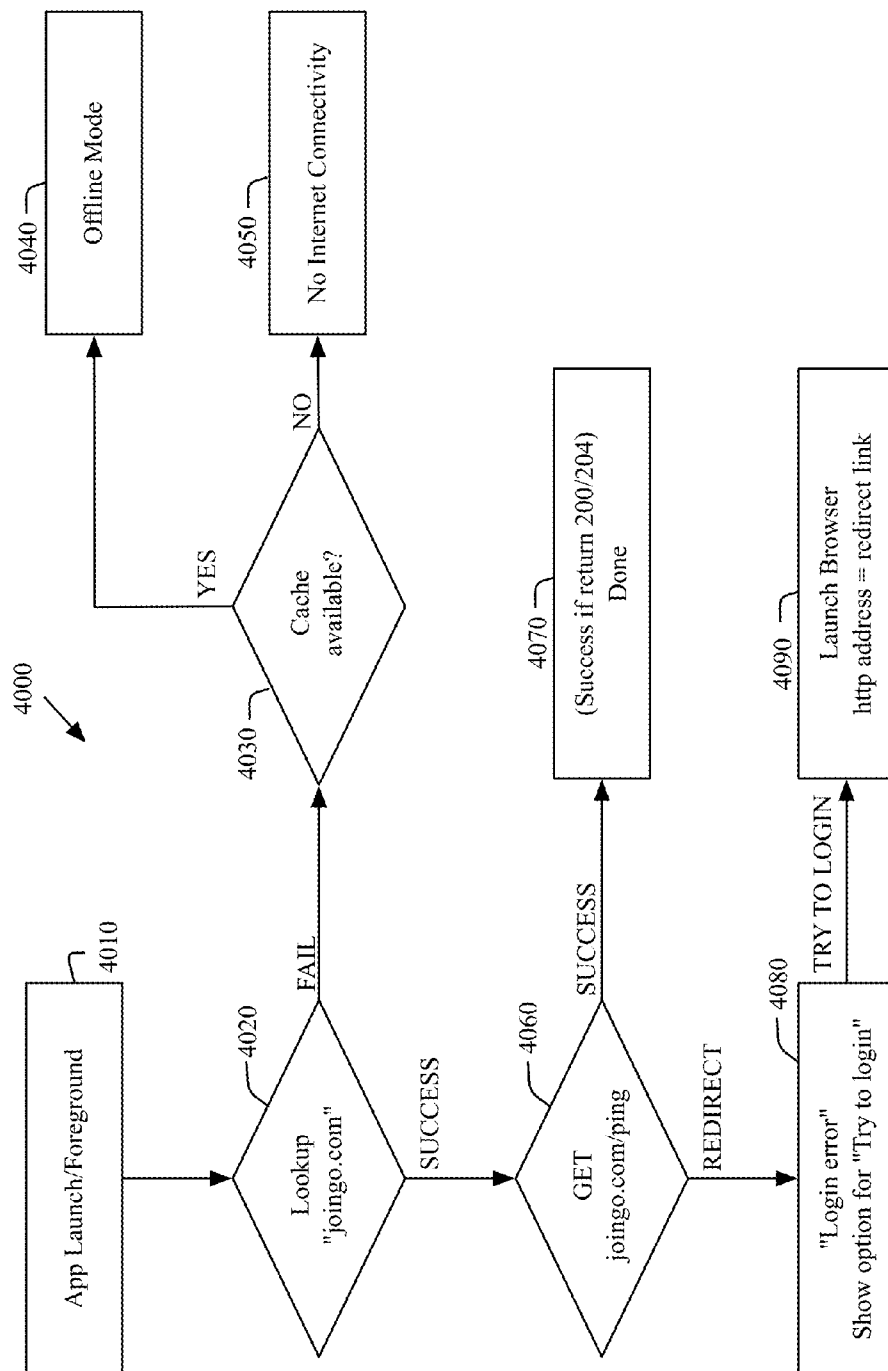 4000
4010
App Launch/Foreground
4020
Lookup
"joingo.com"
FAIL
SUCCESS
4030
Cache
available?
YES
NO
4040
Offline Mode
4050
No Internet Connectivity
4060
GET
joingo.com/ping
SUCCESS
REDIRECT
4070
(Success if return 200/204)
Done
4080
"Login error"
Show option for "Try to login"
TRY TO LOGIN
4090
Launch Browser
http address = redirect link